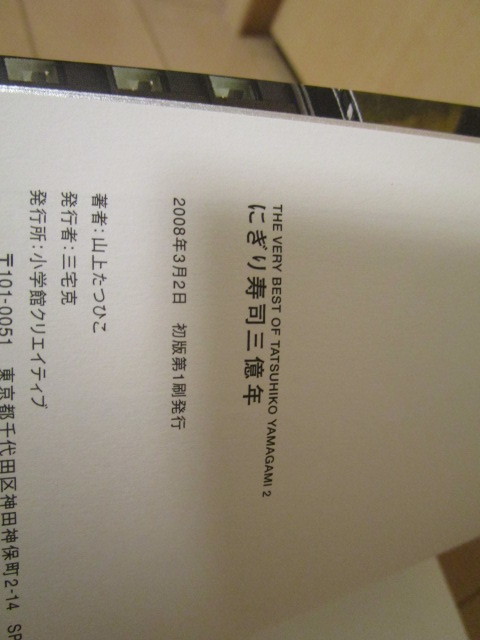 THE VERY BEST OF TATSUHIKO YAMAGAMI 2
にぎり寿司三億年
2008年3月2日 初版第1刷発行
著者：山上たつひこ
発行者：三宅克
発行所：小学館クリエイティブ
〒101-0051 東京都千代田区神田神保町2-14 SP